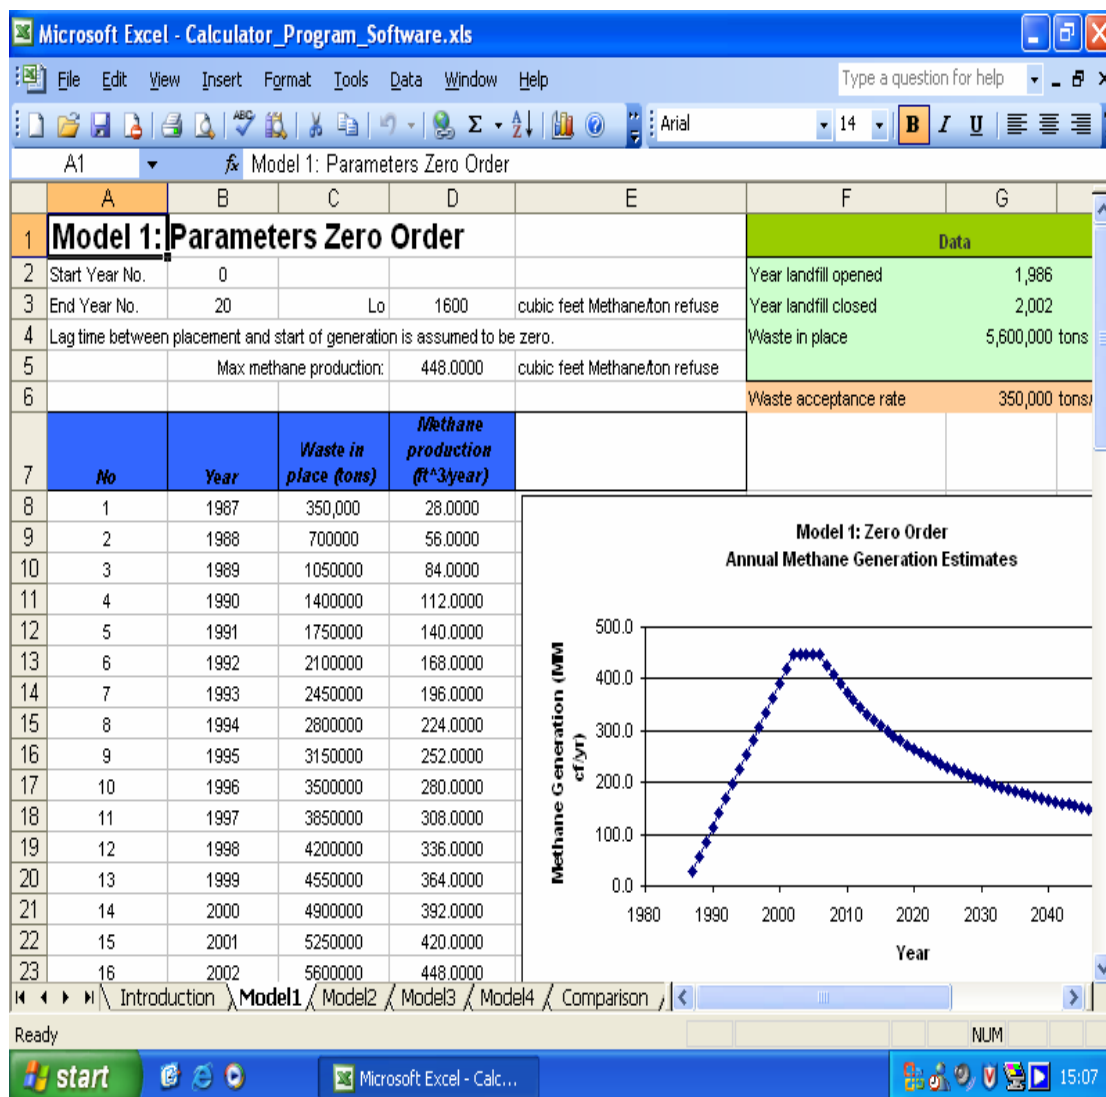 Microsoft Excel - Calculator_Program_Software.xls
File Edit View Insert Format Tools Data Window Help Type a question for help
ABC Σ A Z Arial 14 B I U
A1 fx Model 1: Parameters Zero Order
A B C D E F G
1 Model 1: Parameters Zero Order Data
2 Start Year No. 0 Year landfill opened 1,986
3 End Year No. 20 Lo 1600 cubic feet Methane/ton refuse Year landfill closed 2,002
4 Lag time between placement and start of generation is assumed to be zero. Waste in place 5,600,000 tons
5 Max methane production: 448.0000 cubic feet Methane/ton refuse
6 Waste acceptance rate 350,000 tons/
7 No Year Waste in place (tons) Methane production (ft^3/year)
8 1 1987 350,000 28.0000
9 2 1988 700000 56.0000
10 3 1989 1050000 84.0000
11 4 1990 1400000 112.0000
12 5 1991 1750000 140.0000
13 6 1992 2100000 168.0000
14 7 1993 2450000 196.0000
15 8 1994 2800000 224.0000
16 9 1995 3150000 252.0000
17 10 1996 3500000 280.0000
18 11 1997 3850000 308.0000
19 12 1998 4200000 336.0000
20 13 1999 4550000 364.0000
21 14 2000 4900000 392.0000
22 15 2001 5250000 420.0000
23 16 2002 5600000 448.0000
Model 1: Zero Order
Annual Methane Generation Estimates
Methane Generation (MM
cf/yr)
500.0
400.0
300.0
200.0
100.0
0.0
1980 1990 2000 2010 2020 2030 2040
Year
Introduction Model1 Model2 Model3 Model4 Comparison
Ready NUM
start Microsoft Excel - Calc... 15:07